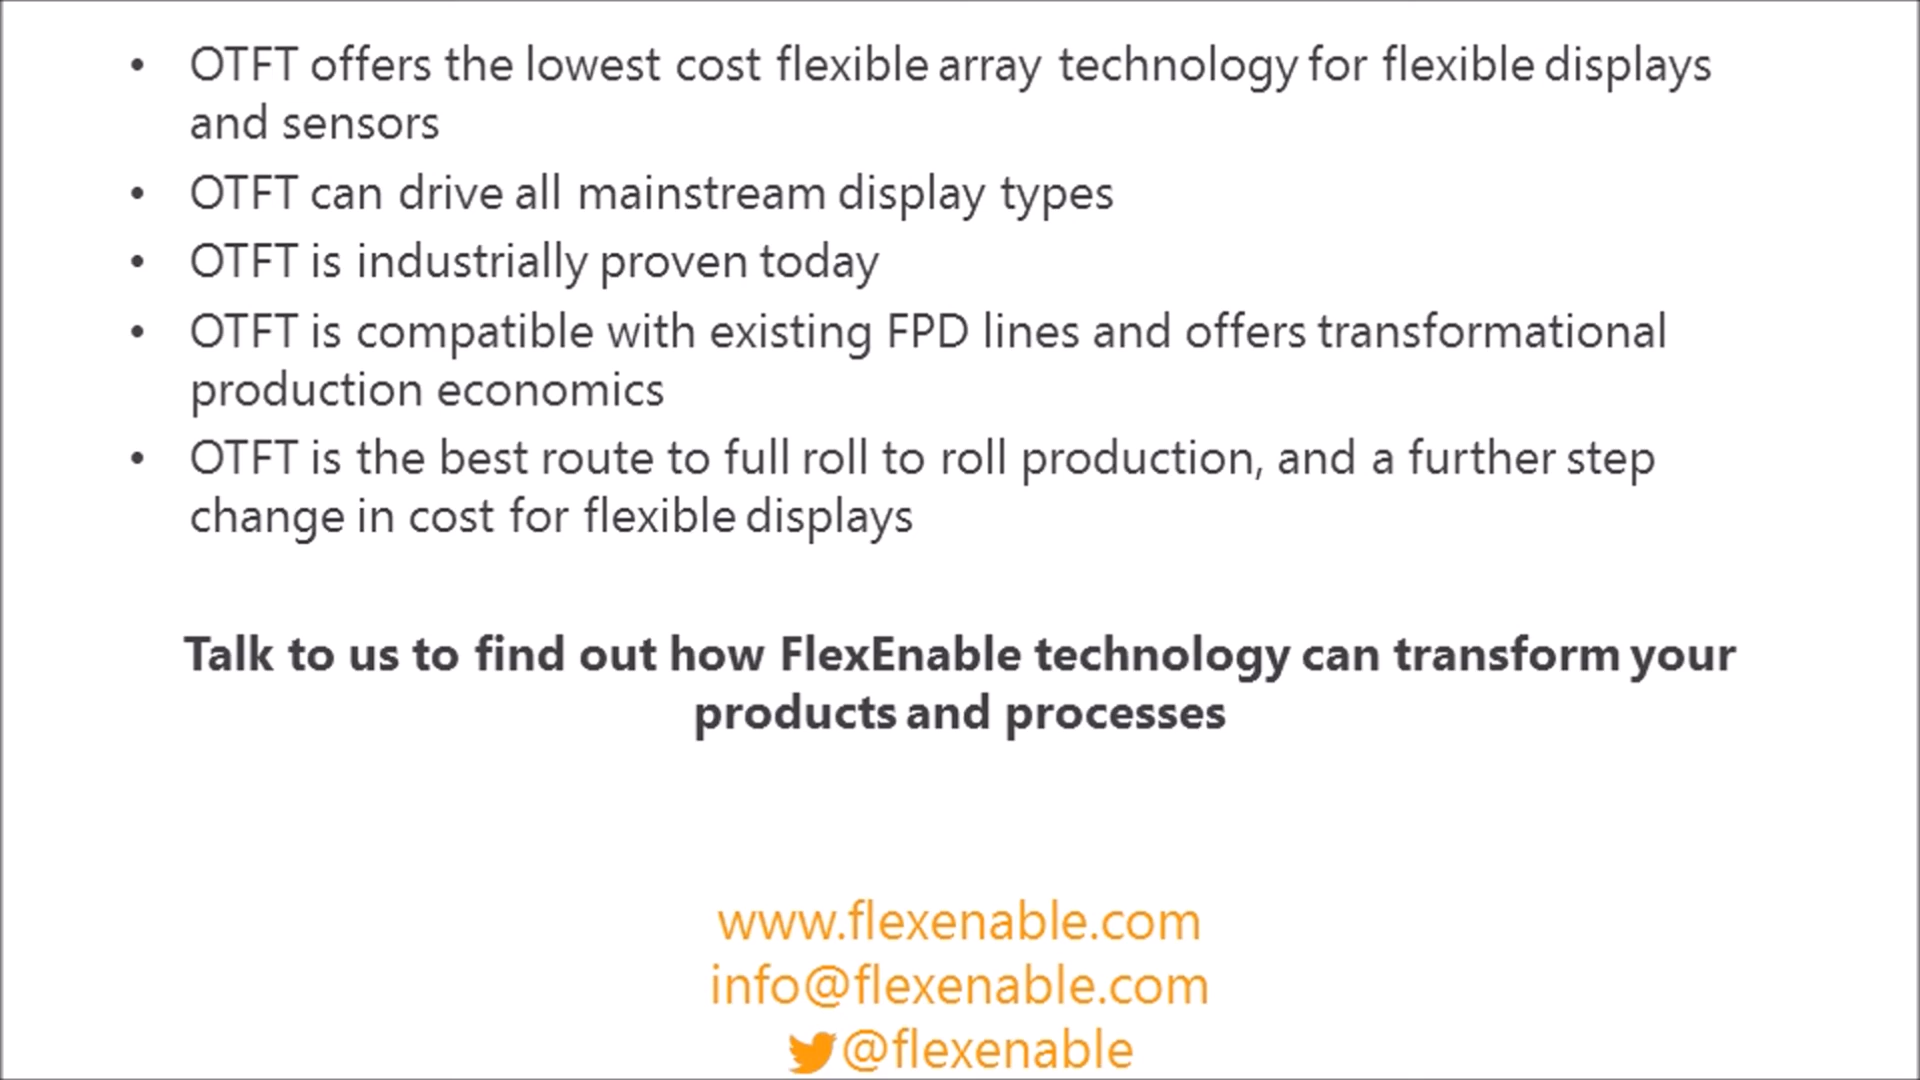 • OTFT offers the lowest cost flexible array technology for flexible displays
and sensors
• OTFT can drive all mainstream display types
• OTFT is industrially proven today
• OTFT is compatible with existing FPD lines and offers transformational
production economics
• OTFT is the best route to full roll to roll production, and a further step
change in cost for flexible displays
Talk to us to find out how FlexEnable technology can transform your
products and processes
www.flexenable.com
info@flexenable.com
@flexenable